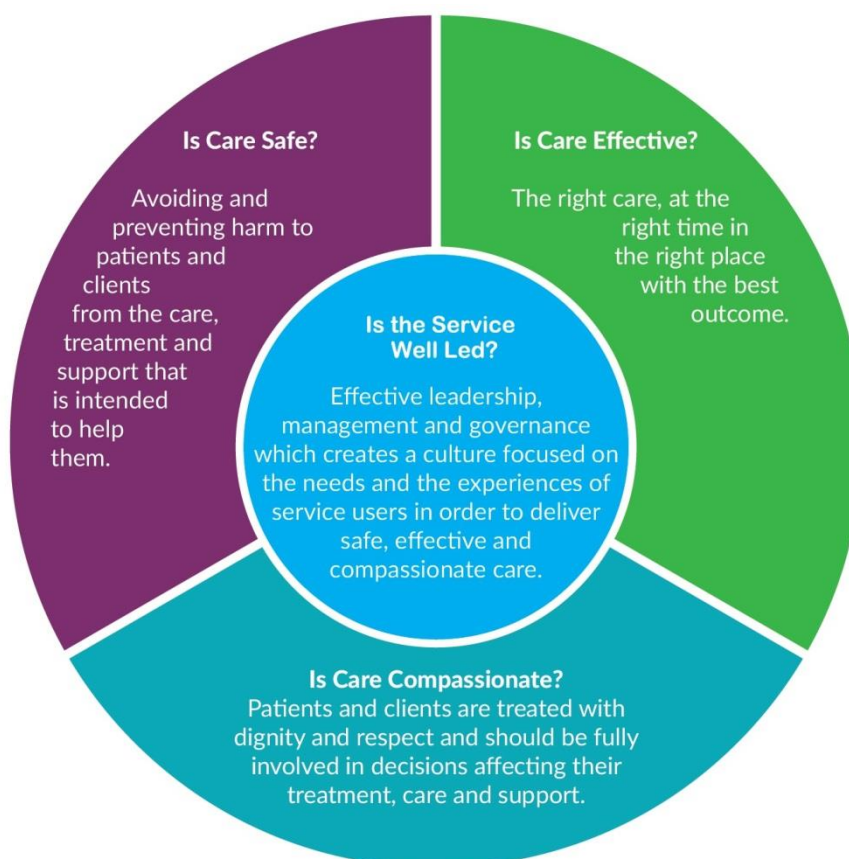 Is Care Safe?
Avoiding and
preventing harm to
patients and
clients
from the care,
treatment and
support that
is intended
to help
them.
Is Care Effective?
The right care, at the
right time in
the right place
with the best
outcome.
Is the Service
Well Led?
Effective leadership,
management and governance
which creates a culture focused on
the needs and the experiences of
service users in order to deliver
safe, effective and
compassionate care.
Is Care Compassionate?
Patients and clients are treated with
dignity and respect and should be fully
involved in decisions affecting their
treatment, care and support.